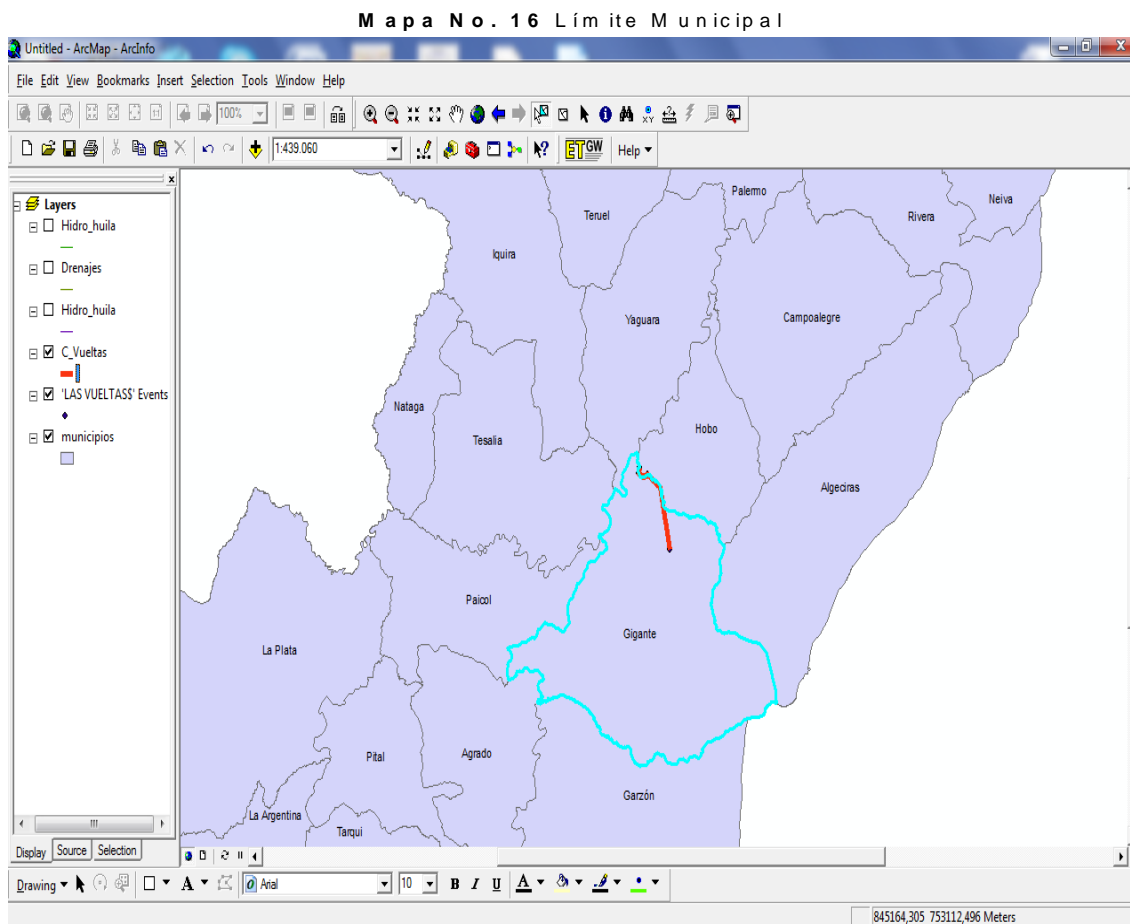 Mapa No. 16 Límite Municipal
Untitled - ArcMap - ArcInfo
File Edit View Bookmarks Insert Selection Tools Window Help
100%
1:439.060
ET GW Help
Layers
Hidro_huila
Drenajes
Hidro_huila
C_Vueltas
'LAS VUELTAS$' Events
municipios
Display Source Selection
Palermo
Neiva
Teruel
Rivera
Iquira
Yaguara
Campoalegre
Nataga
Hobo
Tesalia
Algeciras
Paicol
Gigante
La Plata
Pital
Agrado
Garzón
La Argentina
Tarqui
Drawing A Arial 10 B I U A
845164,305 753112,496 Meters